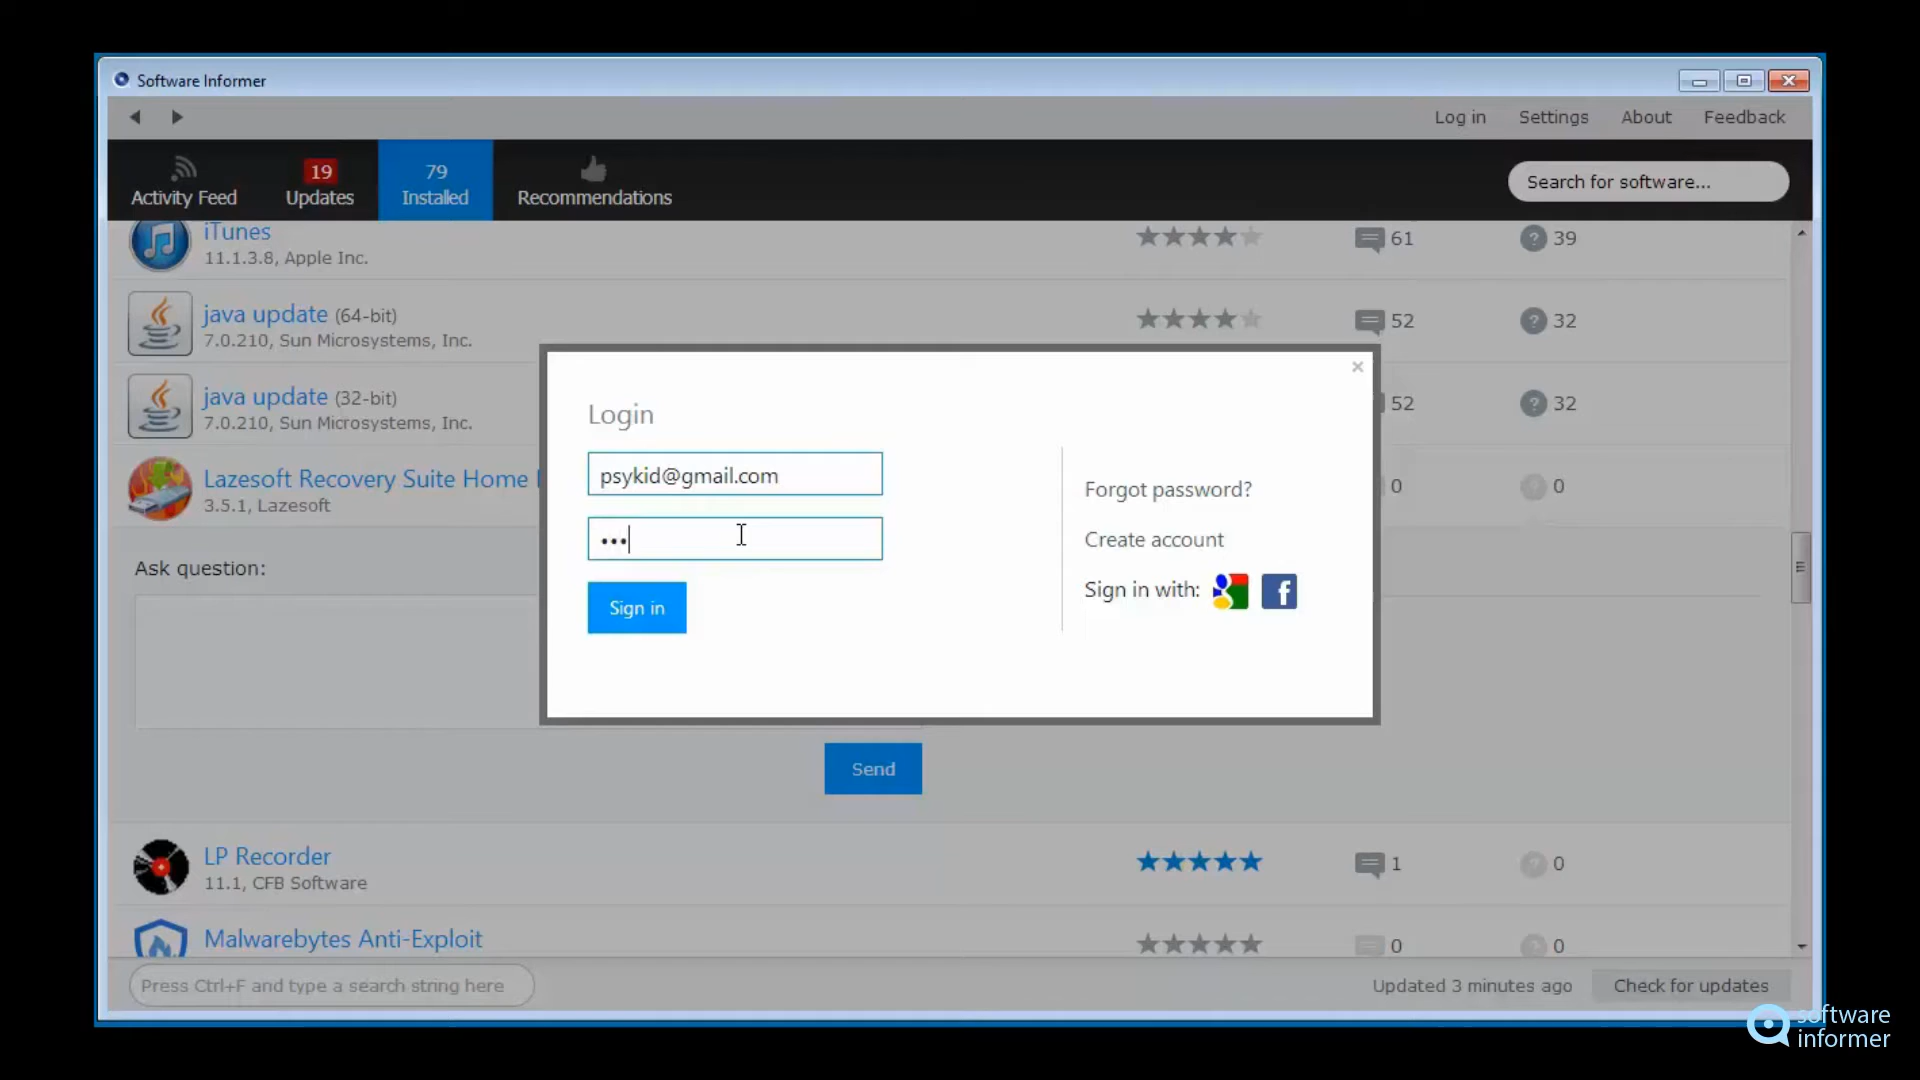 Software Informer
Log in Settings About Feedback
Activity Feed
19
Updates
79
Installed
Recommendations
Search for software...
iTunes
11.1.3.8, Apple Inc.
61 39
java update (64-bit)
7.0.210, Sun Microsystems, Inc.
52 32
java update (32-bit)
7.0.210, Sun Microsystems, Inc.
52 32
Lazesoft Recovery Suite Home
3.5.1, Lazesoft
0 0
Login
psykid@gmail.com
•••
Sign in
Forgot password?
Create account
Sign in with:
Ask question:
Send
LP Recorder
11.1, CFB Software
1 0
Malwarebytes Anti-Exploit
0 0
Press Ctrl+F and type a search string here
Updated 3 minutes ago
Check for updates
software
informer